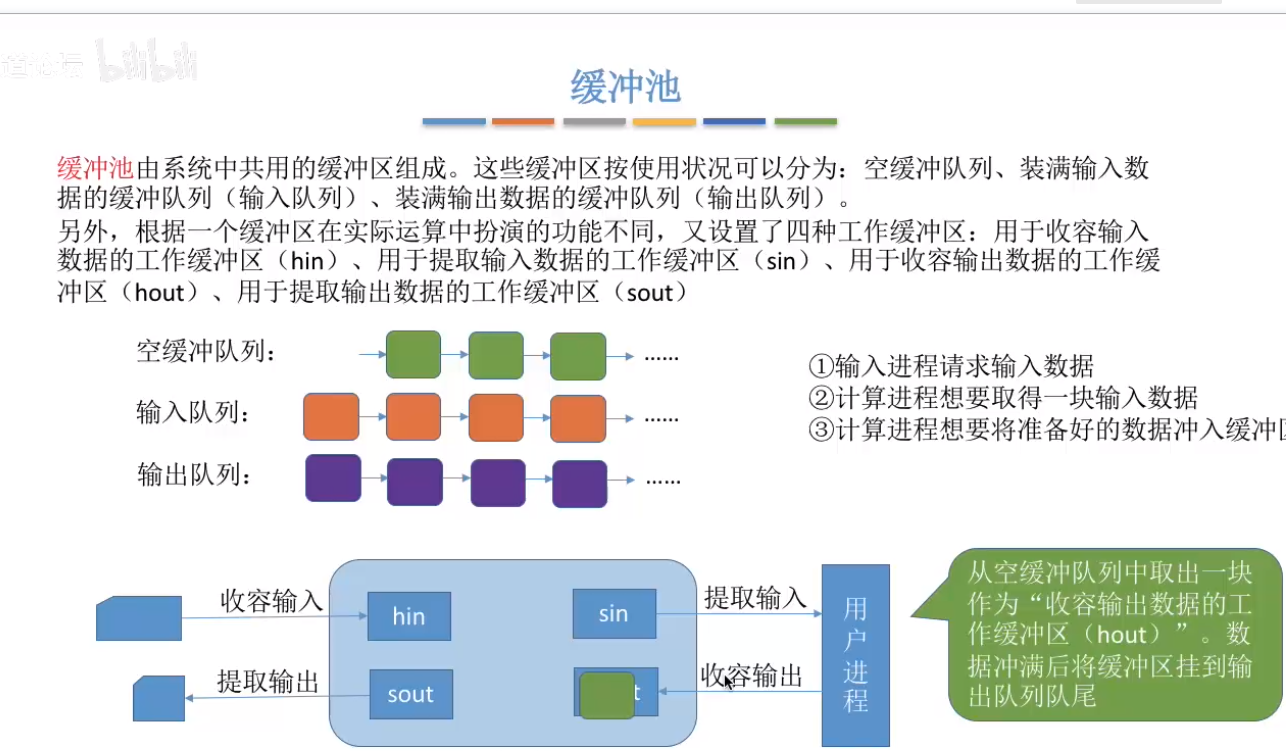 道论坛 bilibili
缓冲池
缓冲池由系统中共用的缓冲区组成。这些缓冲区按使用状况可以分为：空缓冲队列、装满输入数
据的缓冲队列（输入队列）、装满输出数据的缓冲队列（输出队列）。
另外，根据一个缓冲区在实际运算中扮演的功能不同，又设置了四种工作缓冲区：用于收容输入
数据的工作缓冲区（hin）、用于提取输入数据的工作缓冲区（sin）、用于收容输出数据的工作缓
冲区（hout）、用于提取输出数据的工作缓冲区（sout）
空缓冲队列：
......
输入队列：
......
输出队列：
......
①输入进程请求输入数据
②计算进程想要取得一块输入数据
③计算进程想要将准备好的数据冲入缓冲区
收容输入
hin
sin
提取输入
提取输出
sout
t
收容输出
用
户
进
程
从空缓冲队列中取出一块
作为“收容输出数据的工
作缓冲区（hout）”。数
据冲满后将缓冲区挂到输
出队列队尾